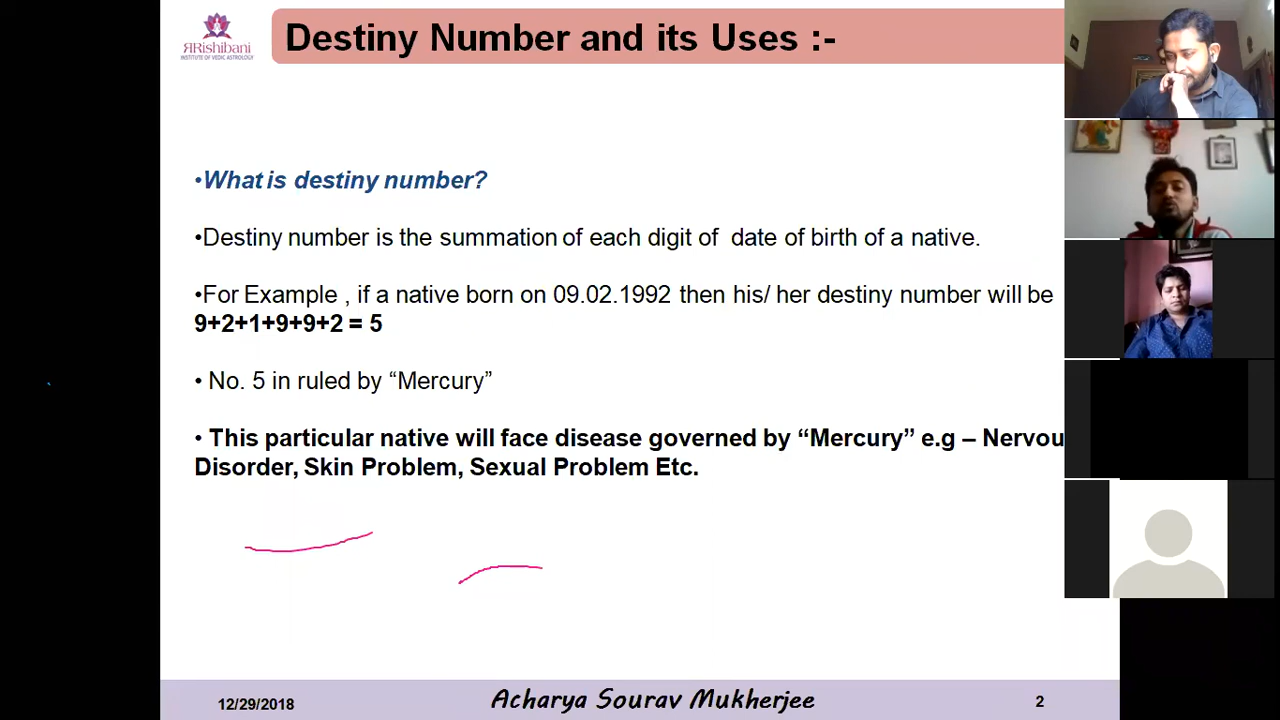 ЯRishibani
INSTITUTE OF VEDIC ASTROLOGY
Destiny Number and its Uses :-
•What is destiny number?
•Destiny number is the summation of each digit of date of birth of a native.
•For Example , if a native born on 09.02.1992 then his/ her destiny number will be
9+2+1+9+9+2 = 5
• No. 5 in ruled by “Mercury”
• This particular native will face disease governed by “Mercury” e.g – Nervou
Disorder, Skin Problem, Sexual Problem Etc.
12/29/2018
Acharya Sourav Mukherjee
2